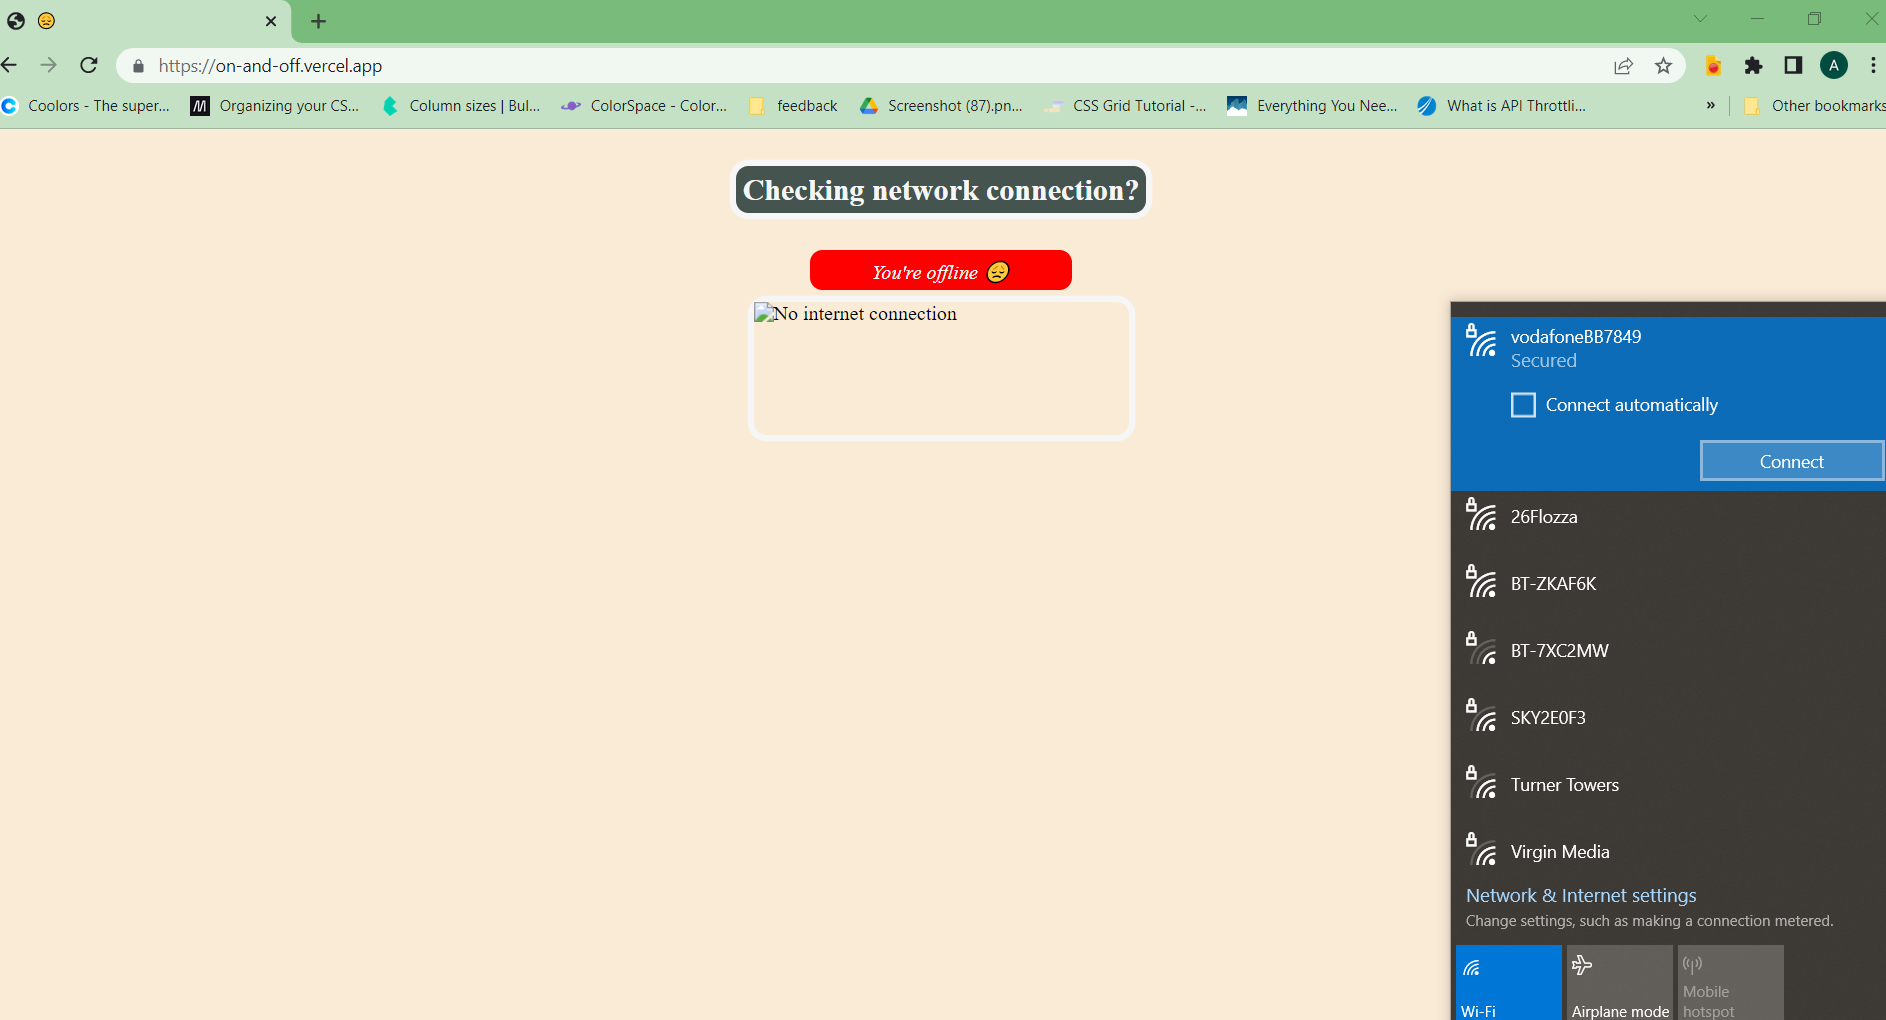 https://on-and-off.vercel.app
A
Coolors - The super...
M
Organizing your CS...
Column sizes | Bul...
ColorSpace - Color...
feedback
Screenshot (87).pn...
CSS Grid Tutorial -...
Everything You Nee...
What is API Throttli...
»
Other bookmarks
Checking network connection?
You're offline 😔
No internet connection
vodafoneBB7849
Secured
Connect automatically
Connect
26Flozza
BT-ZKAF6K
BT-7XC2MW
SKY2E0F3
Turner Towers
Virgin Media
Network & Internet settings
Change settings, such as making a connection metered.
Wi-Fi
Airplane mode
Mobile
hotspot